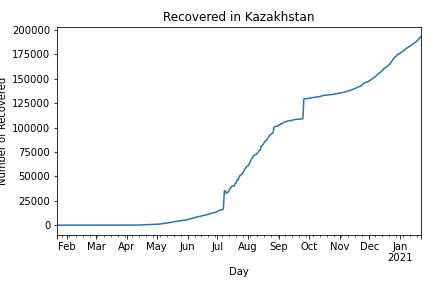 Recovered in Kazakhstan
200000
175000
150000
125000
100000
75000
50000
25000
0
Number of Recovered
Feb Mar Apr May Jun Jul Aug Sep Oct Nov Dec Jan
2021
Day